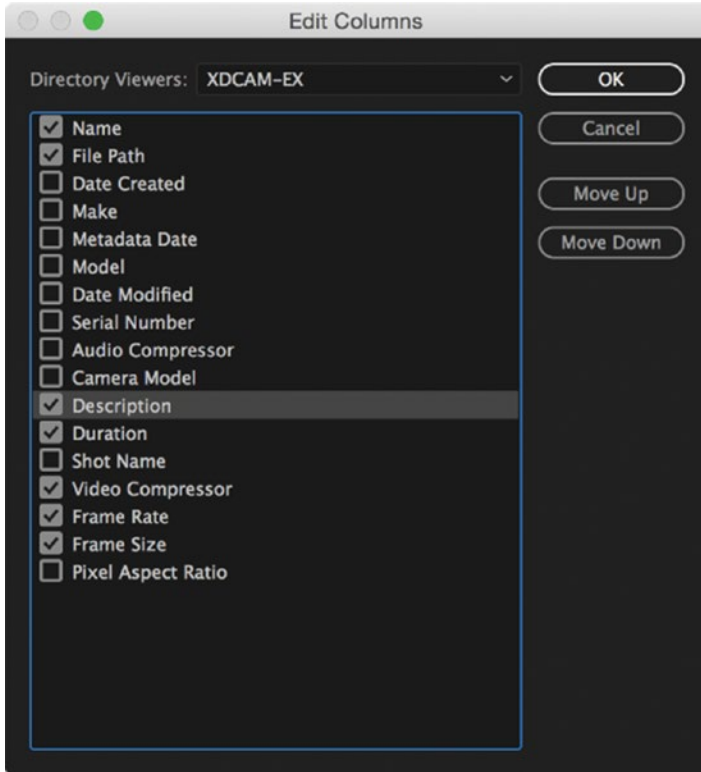 Edit Columns
Directory Viewers: XDCAM-EX
OK
Cancel
Move Up
Move Down
Name
File Path
Date Created
Make
Metadata Date
Model
Date Modified
Serial Number
Audio Compressor
Camera Model
Description
Duration
Shot Name
Video Compressor
Frame Rate
Frame Size
Pixel Aspect Ratio